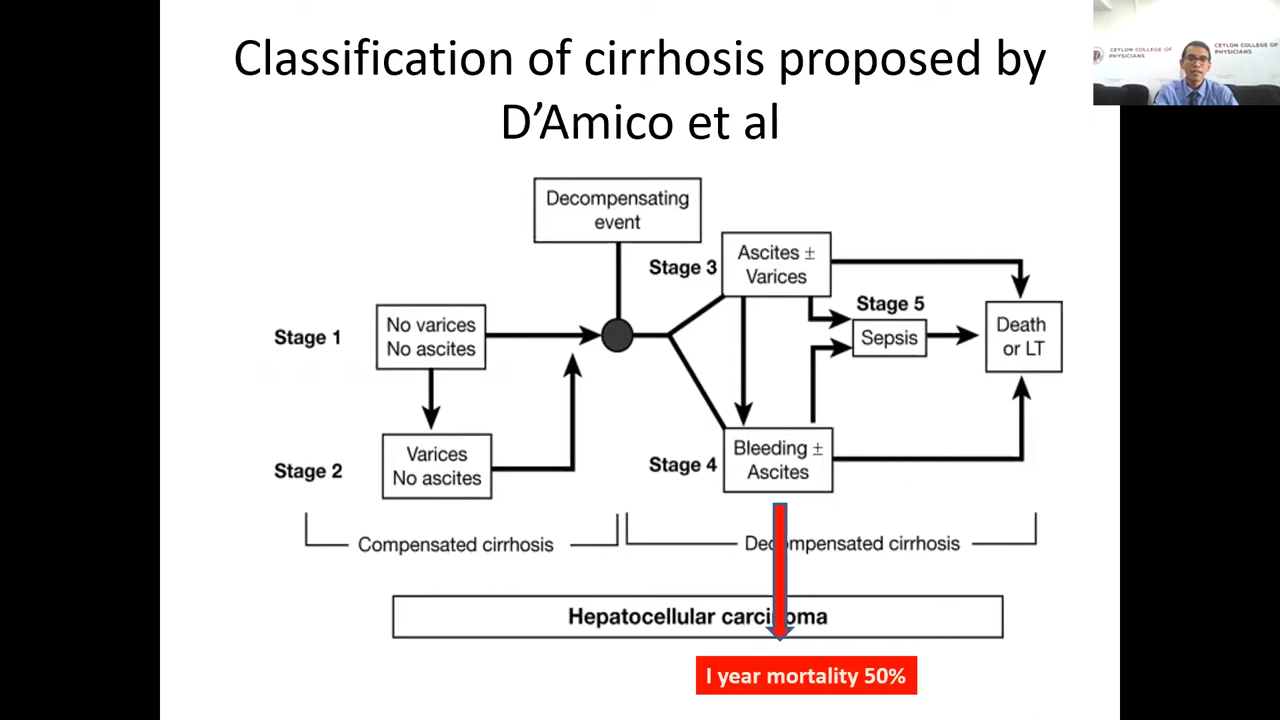 Classification of cirrhosis proposed by
D’Amico et al
CEYLON COLLEGE OF
PHYSICIANS
CEYLON COLLEGE OF
PHYSICIANS
Decompensating
event
Stage 3
Ascites ±
Varices
Stage 5
Sepsis
Death
or LT
Stage 1
No varices
No ascites
Stage 2
Varices
No ascites
Stage 4
Bleeding ±
Ascites
Compensated cirrhosis
Decompensated cirrhosis
Hepatocellular carcinoma
I year mortality 50%